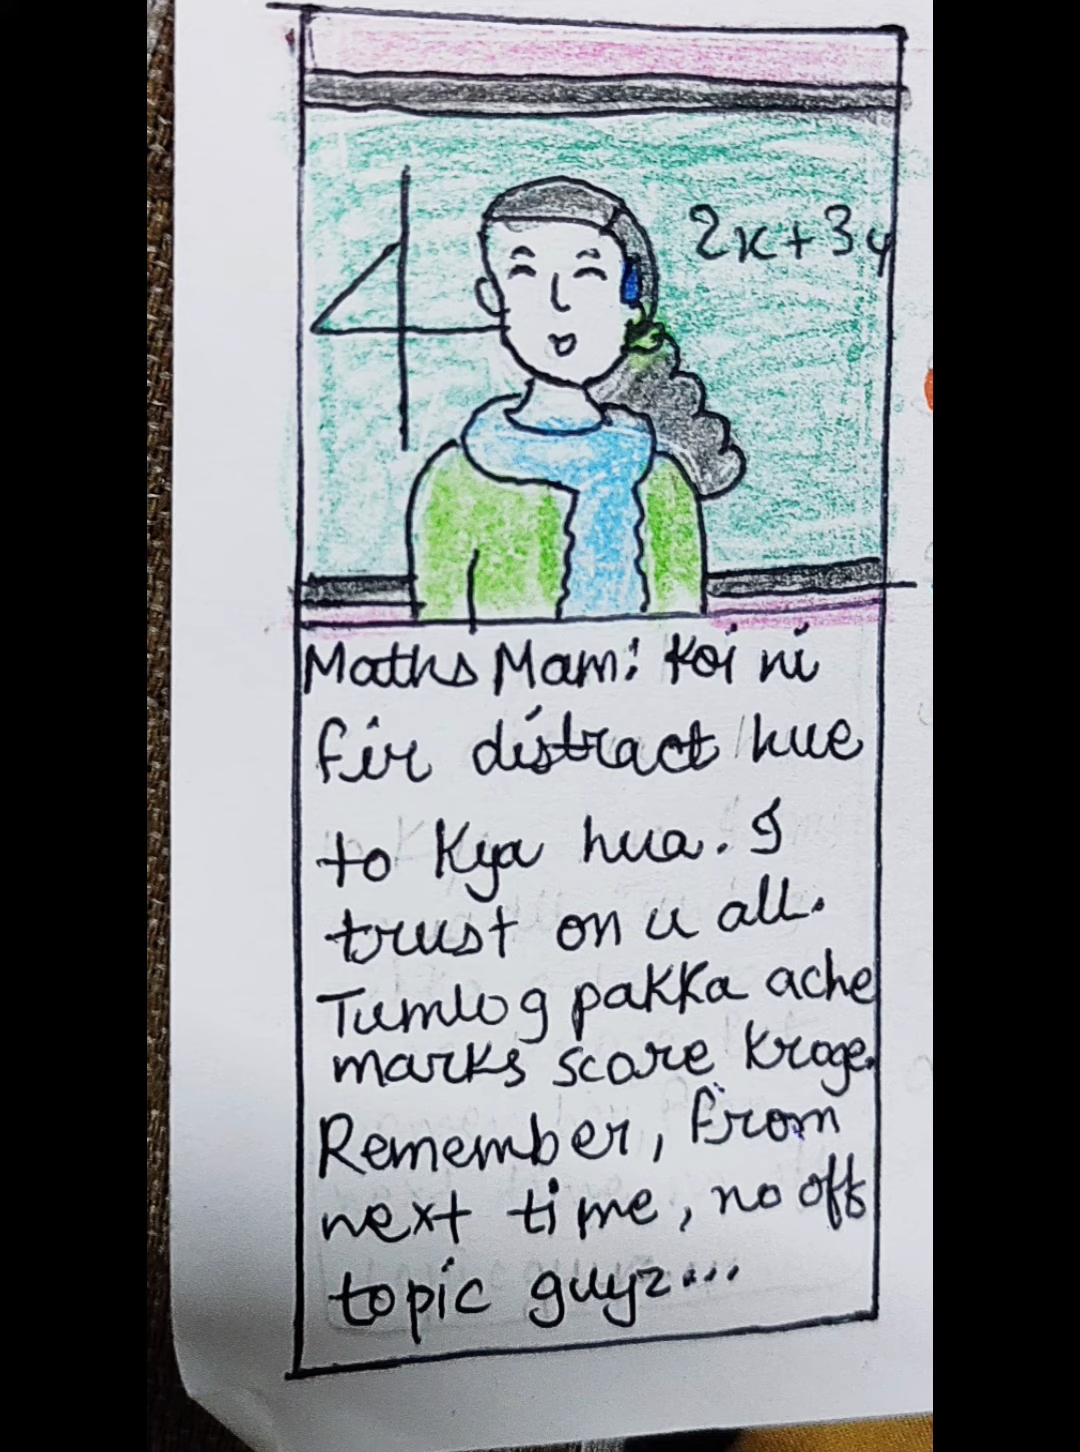 2x+3y
Maths Mam: Koi ni
fir distract hue
to Kya hua. I
trust on u all.
Tumlog pakka ache
marks score kroge.
Remember, from
next time, no off
topic guyz...